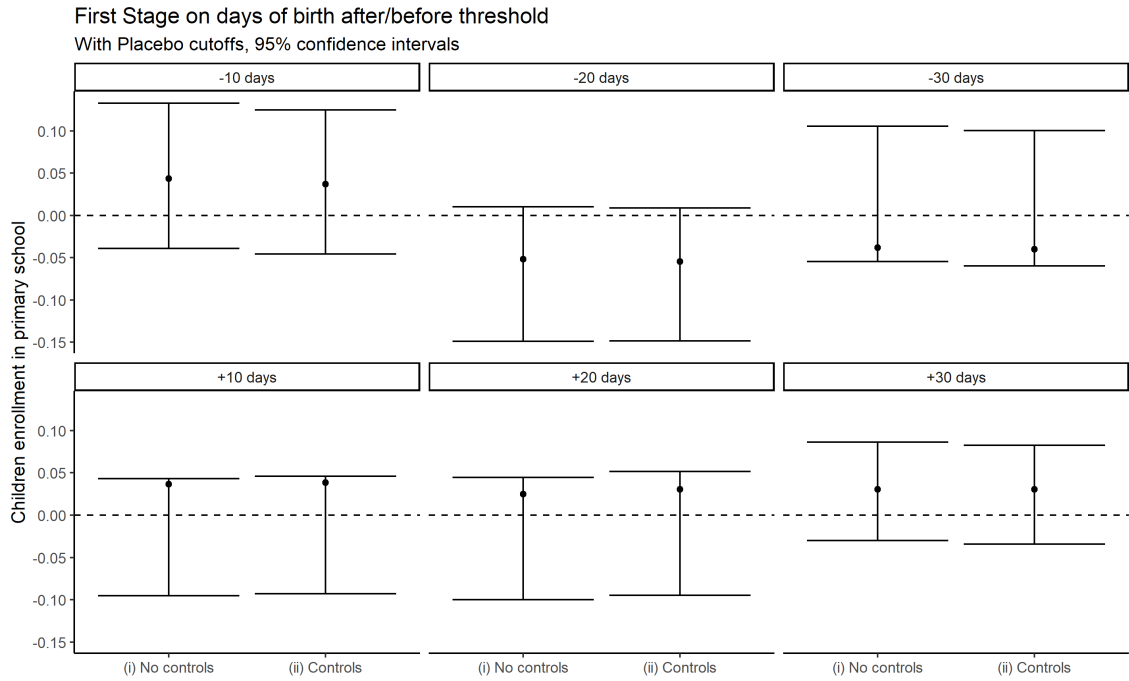 First Stage on days of birth after/before threshold
With Placebo cutoffs, 95% confidence intervals
-10 days
-20 days
-30 days
0.10
0.05
0.00
-0.05
-0.10
-0.15
Children enrollment in primary school
+10 days
+20 days
+30 days
0.10
0.05
0.00
-0.05
-0.10
-0.15
(i) No controls
(ii) Controls
(i) No controls
(ii) Controls
(i) No controls
(ii) Controls